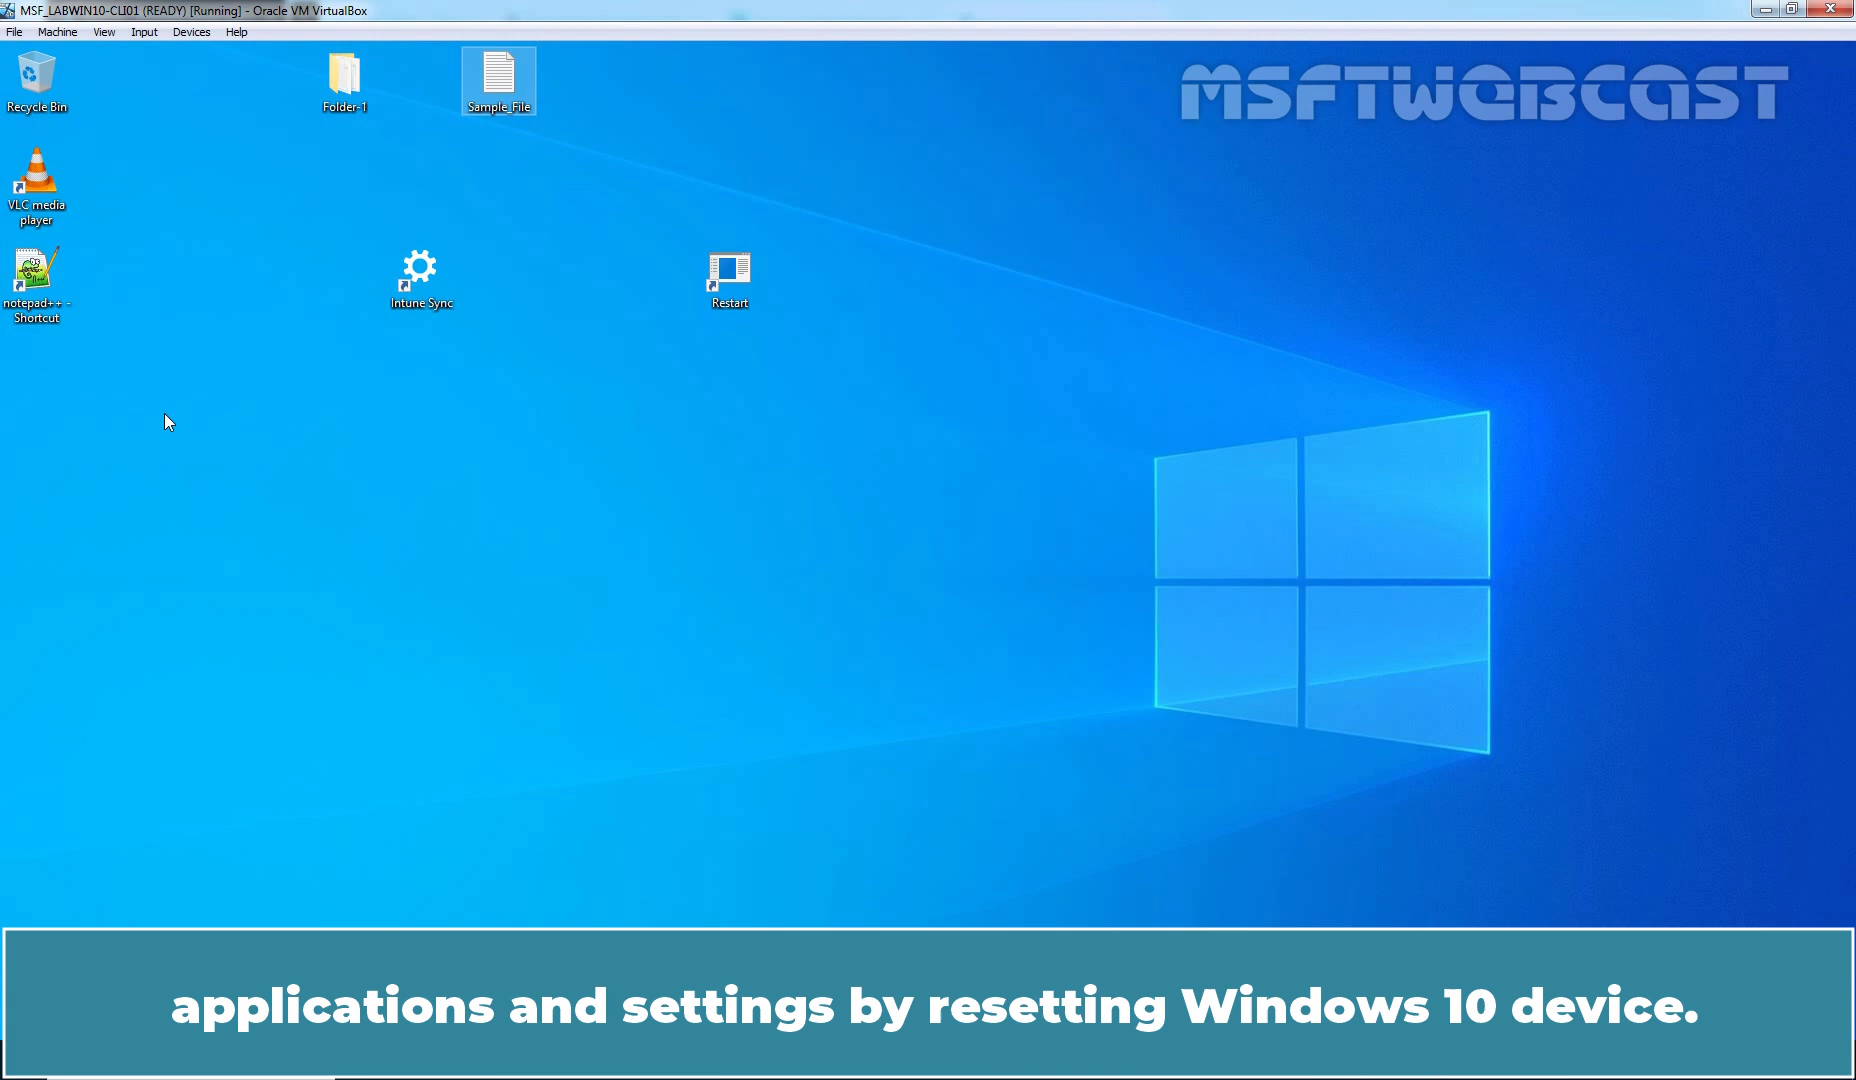 MSF_LABWIN10-CLI01 (READY) [Running] - Oracle VM VirtualBox
File Machine View Input Devices Help
MSFTWEBCAST
Recycle Bin
Folder-1
Sample_File
VLC media
player
notepad++ -
Shortcut
Intune Sync
Restart
applications and settings by resetting Windows 10 device.